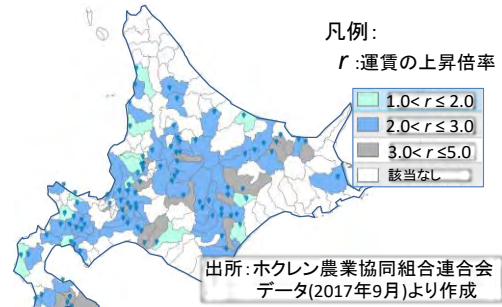 凡例:
r :運賃の上昇倍率
1.0< r ≤ 2.0
2.0< r ≤ 3.0
3.0< r ≤5.0
該当なし
出所:ホクレン農業協同組合連合会
データ(2017年9月)より作成